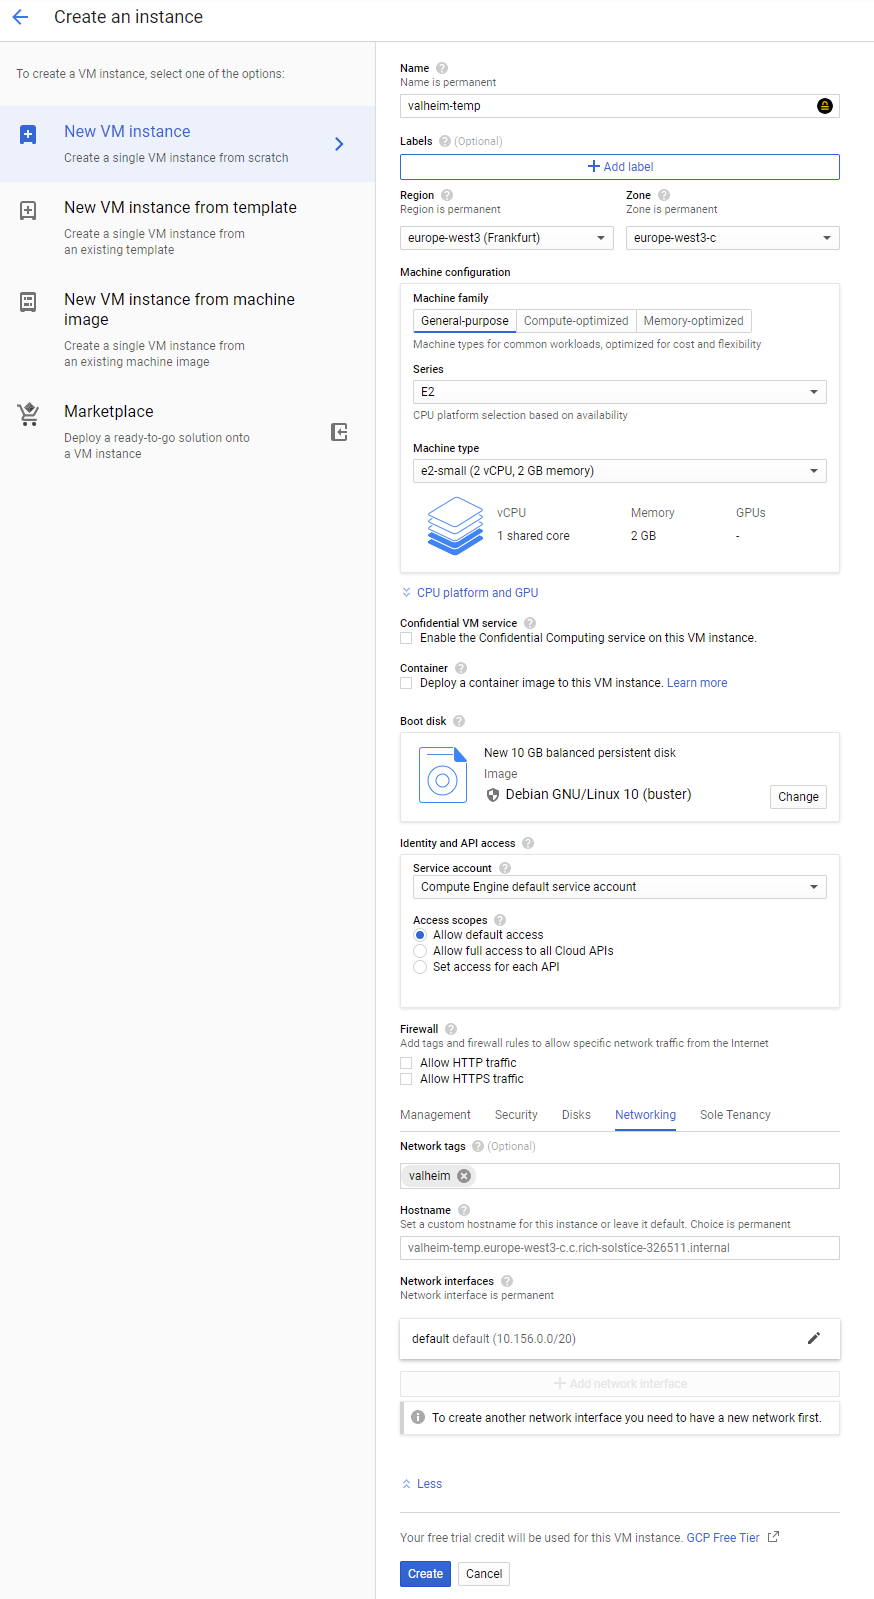 Create an instance
To create a VM instance, select one of the options:
New VM instance
Create a single VM instance from scratch
New VM instance from template
Create a single VM instance from
an existing template
New VM instance from machine
image
Create a single VM instance from
an existing machine image
Marketplace
Deploy a ready-to-go solution onto
a VM instance
Name
Name is permanent
valheim-temp
Labels (Optional)
Add label
Region Zone
Region is permanent Zone is permanent
europe-west3 (Frankfurt) europe-west3-c
Machine configuration
Machine family
General-purpose Compute-optimized Memory-optimized
Machine types for common workloads, optimized for cost and flexibility
Series
E2
CPU platform selection based on availability
Machine type
e2-small (2 vCPU, 2 GB memory)
vCPU Memory GPUs
1 shared core 2 GB -
CPU platform and GPU
Confidential VM service
Enable the Confidential Computing service on this VM instance.
Container
Deploy a container image to this VM instance. Learn more
Boot disk
New 10 GB balanced persistent disk
Image
Debian GNU/Linux 10 (buster)
Change
Identity and API access
Service account
Compute Engine default service account
Access scopes
Allow default access
Allow full access to all Cloud APIs
Set access for each API
Firewall
Add tags and firewall rules to allow specific network traffic from the Internet
Allow HTTP traffic
Allow HTTPS traffic
Management Security Disks Networking Sole Tenancy
Network tags (Optional)
valheim
Hostname
Set a custom hostname for this instance or leave it default. Choice is permanent
valheim-temp.europe-west3-c.c.rich-solstice-326511.internal
Network interfaces
Network interface is permanent
default default (10.156.0.0/20)
Add network interface
To create another network interface you need to have a new network first.
Less
Your free trial credit will be used for this VM instance. GCP Free Tier
Create Cancel